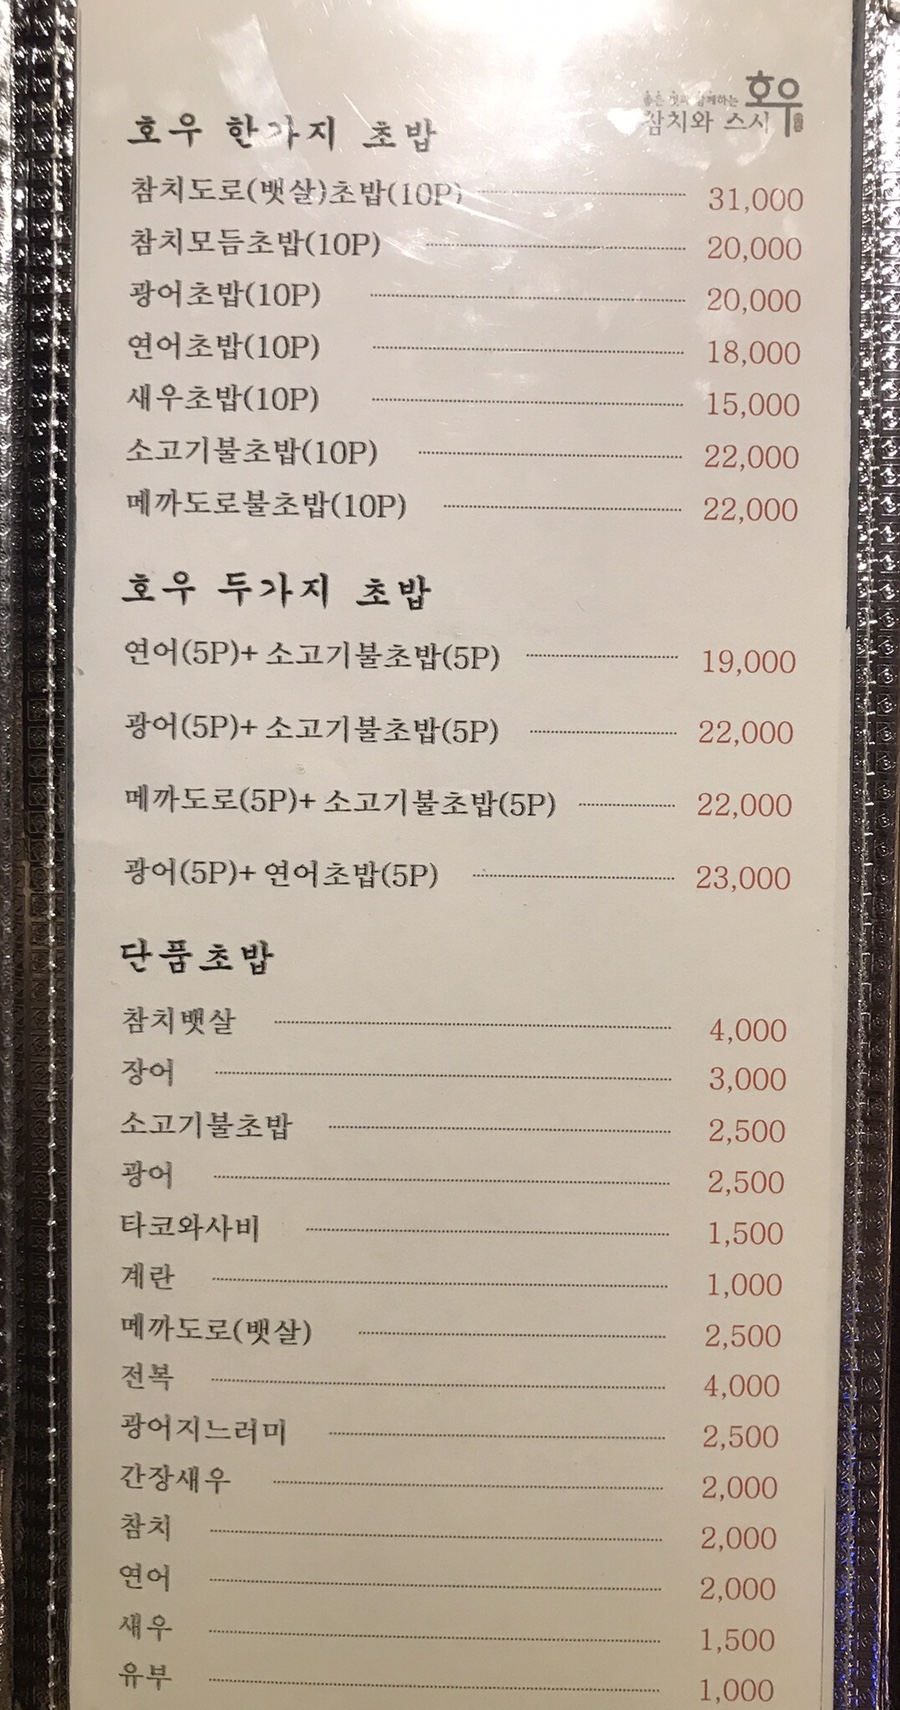 좋은 벗과 함께하는
참치와 스시 호우
호우 한가지 초밥
참치도로(뱃살)초밥(10P) 31,000
참치모듬초밥(10P) 20,000
광어초밥(10P) 20,000
연어초밥(10P) 18,000
새우초밥(10P) 15,000
소고기불초밥(10P) 22,000
메까도로불초밥(10P) 22,000
호우 두가지 초밥
연어(5P)+ 소고기불초밥(5P) 19,000
광어(5P)+ 소고기불초밥(5P) 22,000
메까도로(5P)+ 소고기불초밥(5P) 22,000
광어(5P)+ 연어초밥(5P) 23,000
단품초밥
참치뱃살 4,000
장어 3,000
소고기불초밥 2,500
광어 2,500
타코와사비 1,500
계란 1,000
메까도로(뱃살) 2,500
전복 4,000
광어지느러미 2,500
간장새우 2,000
참치 2,000
연어 2,000
새우 1,500
유부 1,000